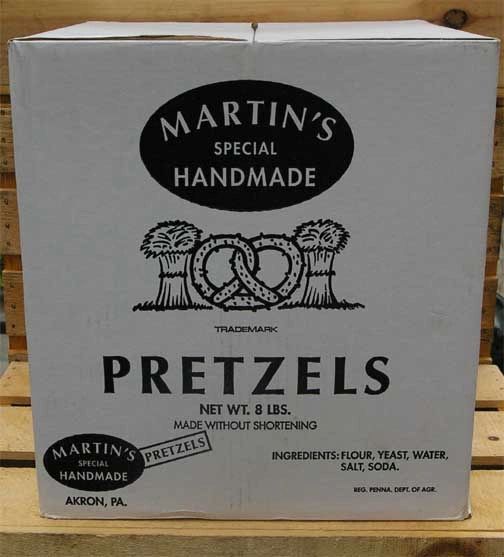 MARTIN'S
SPECIAL
HANDMADE
TRADEMARK
PRETZELS
NET WT. 8 LBS.
MADE WITHOUT SHORTENING
MARTIN'S
SPECIAL
HANDMADE
PRETZELS
AKRON, PA.
INGREDIENTS: FLOUR, YEAST, WATER,
SALT, SODA.
REG. PENNA. DEPT. OF AGR.